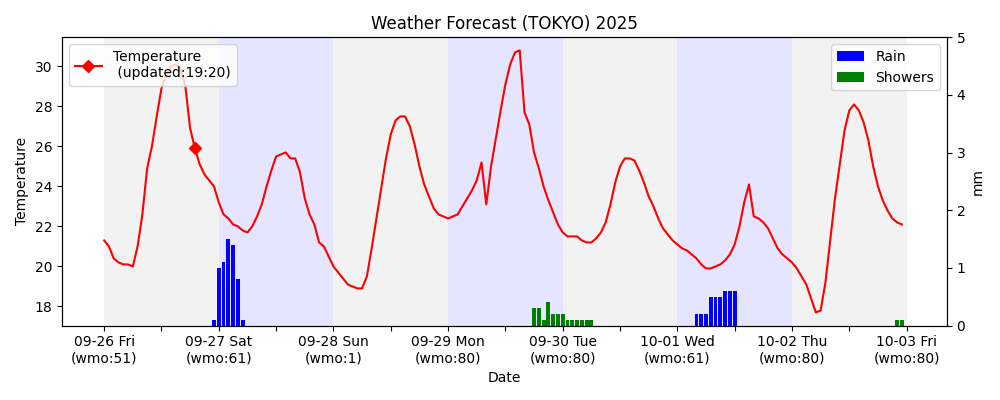 Weather Forecast (TOKYO) 2025
Temperature
(updated:19:20)
Rain
Showers
Temperature
30
28
26
24
22
20
18
5
4
3
2
1
0
mm
09-26 Fri
(wmo:51)
09-27 Sat
(wmo:61)
09-28 Sun
(wmo:1)
09-29 Mon
(wmo:80)
09-30 Tue
(wmo:80)
10-01 Wed
(wmo:61)
10-02 Thu
(wmo:80)
10-03 Fri
(wmo:80)
Date